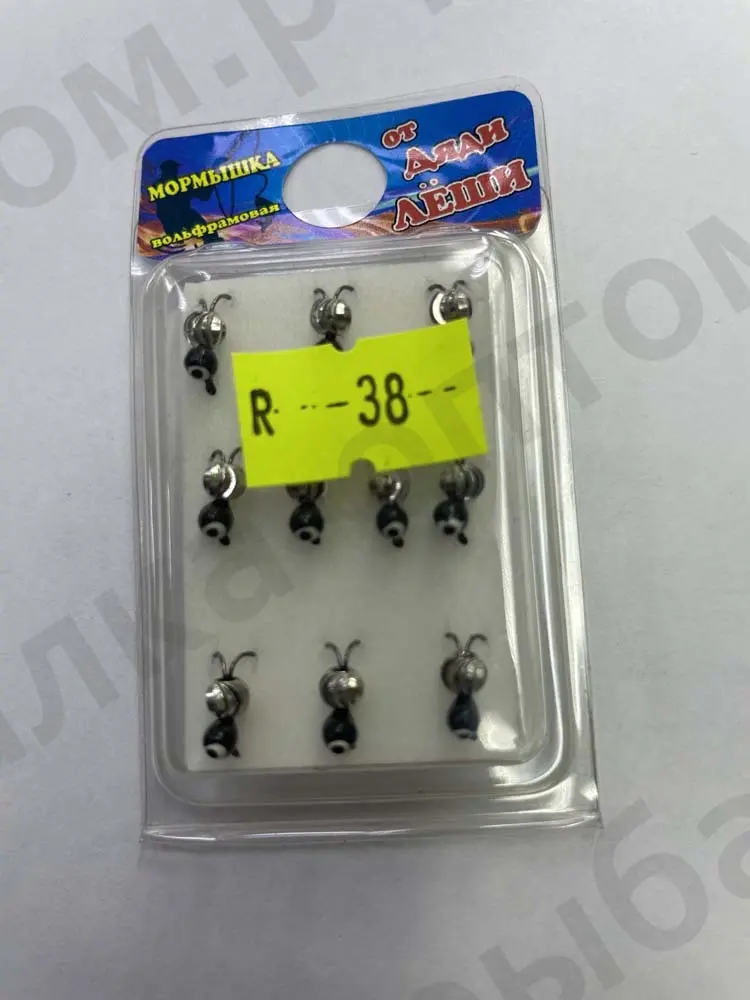 МОРМЫШКА
вольфрамовая
от
ДЯДИ
ЛЁШИ
R --38--